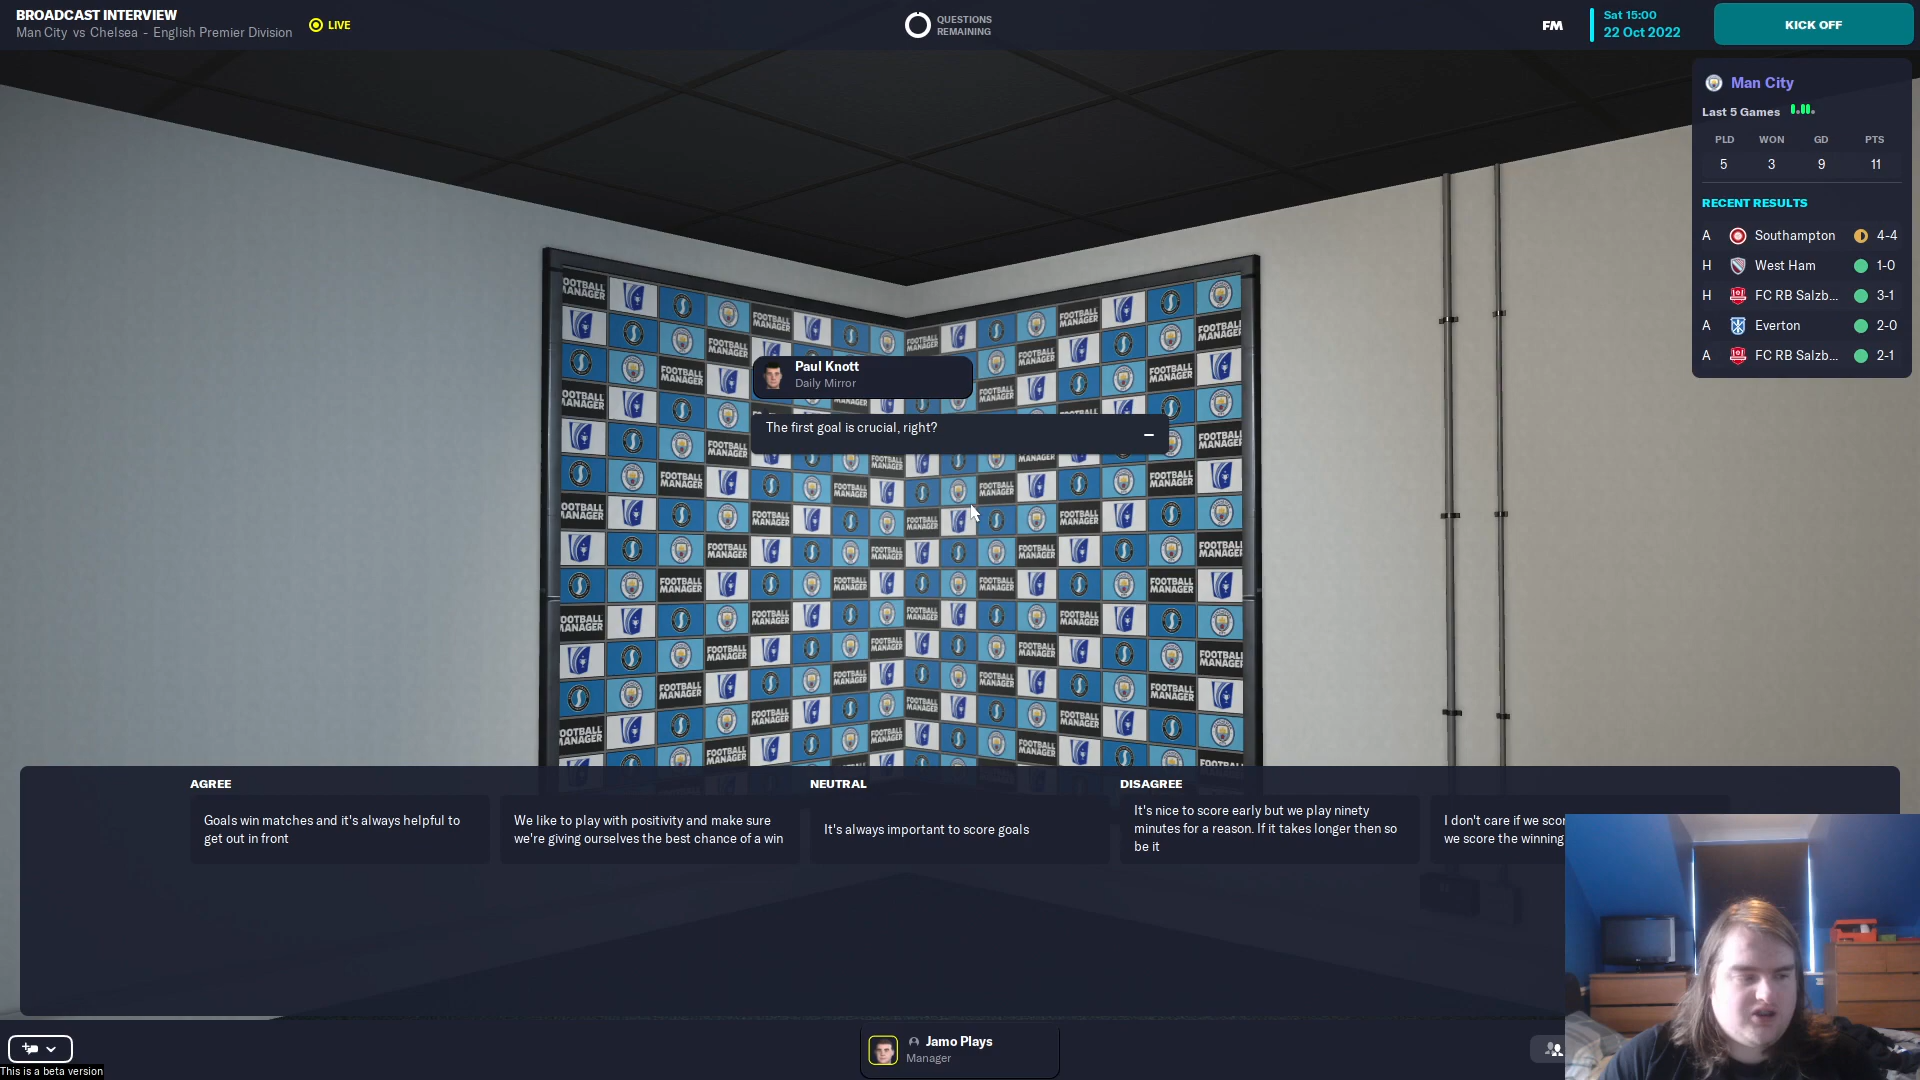 BROADCAST INTERVIEW
Man City vs Chelsea - English Premier Division
LIVE
QUESTIONS
REMAINING
FM
Sat 15:00
22 Oct 2022
KICK OFF
Man City
Last 5 Games
PLD WON GD PTS
5 3 9 11
RECENT RESULTS
A Southampton 4-4
H West Ham 1-0
H FC RB Salzb... 3-1
A Everton 2-0
A FC RB Salzb... 2-1
FOOTBALL MANAGER
Paul Knott
Daily Mirror
The first goal is crucial, right?
AGREE
Goals win matches and it's always helpful to
get out in front
We like to play with positivity and make sure
we're giving ourselves the best chance of a win
NEUTRAL
It's always important to score goals
DISAGREE
It's nice to score early but we play ninety
minutes for a reason. If it takes longer then so
be it
I don't care if we
we score the winning
Jamo Plays
Manager
This is a beta version